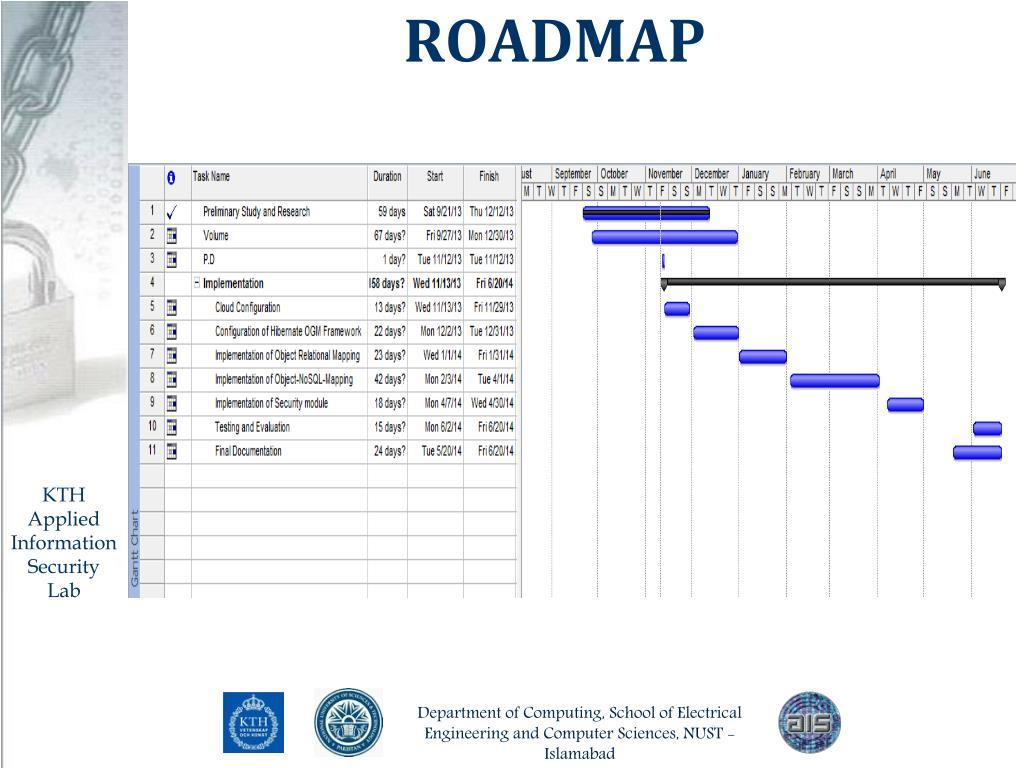 ROADMAP
Task Name Duration Start Finish
ust September October November December January February March April May June
M T W T F S S M T W T F S S M T W T F S S M T W T F S S M T W T F S S M T W T F
1 Preliminary Study and Research 59 days Sat 9/21/13 Thu 12/12/13
2 Volume 67 days? Fri 9/27/13 Mon 12/30/13
3 P.D 1 day? Tue 11/12/13 Tue 11/12/13
4 Implementation 158 days? Wed 11/13/13 Fri 6/20/14
5 Cloud Configuration 13 days? Wed 11/13/13 Fri 11/29/13
6 Configuration of Hibernate OGM Framework 22 days? Mon 12/2/13 Tue 12/31/13
7 Implementation of Object Relational Mapping 23 days? Wed 1/1/14 Fri 1/31/14
8 Implementation of Object-NoSQL-Mapping 42 days? Mon 2/3/14 Tue 4/1/14
9 Implementation of Security module 18 days? Mon 4/7/14 Wed 4/30/14
10 Testing and Evaluation 15 days? Mon 6/2/14 Fri 6/20/14
11 Final Documentation 24 days? Tue 5/20/14 Fri 6/20/14
Gantt Chart
KTH
Applied
Information
Security
Lab
KTH
VETENSKAP
OCH KONST
Department of Computing, School of Electrical
Engineering and Computer Sciences, NUST –
Islamabad
AIS